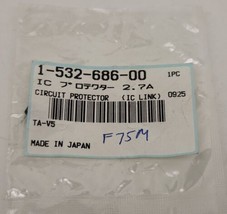 1-532-686-00 1PC
IC プロテクター 2.7A
CIRCUIT PROTECTOR (IC LINK) 0925
TA-V5
F75M
MADE IN JAPAN